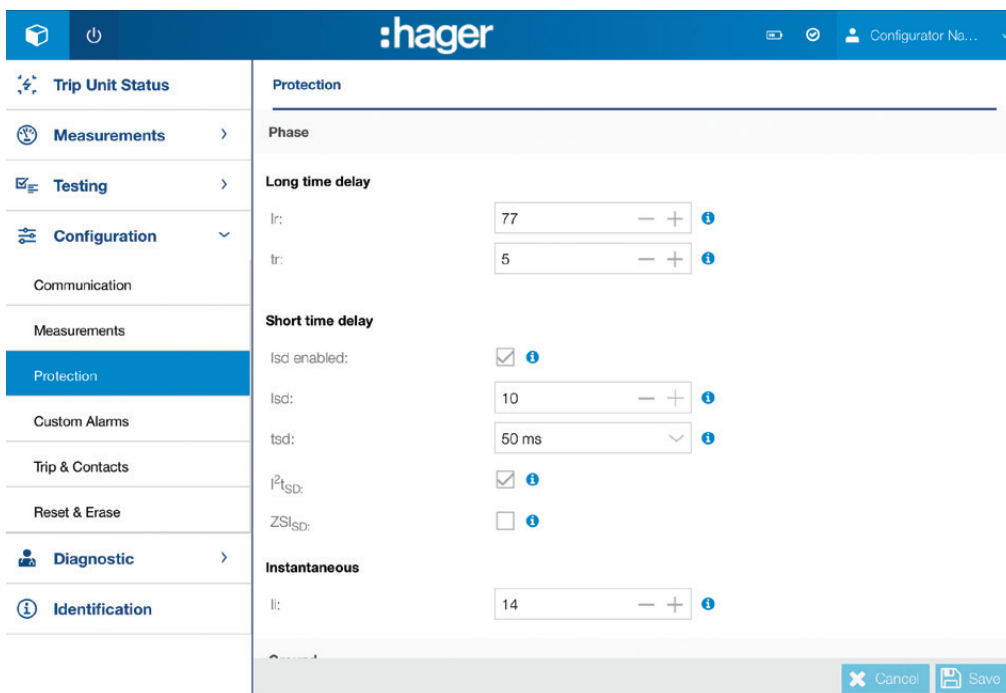 :hager
Configurator Na...
Trip Unit Status
Measurements
Testing
Configuration
Communication
Measurements
Protection
Custom Alarms
Trip & Contacts
Reset & Erase
Diagnostic
Identification
Protection
Phase
Long time delay
Ir: 77
tr: 5
Short time delay
Isd enabled:
Isd: 10
tsd: 50 ms
I²tSD:
ZSISD:
Instantaneous
Ii: 14
Cancel Save